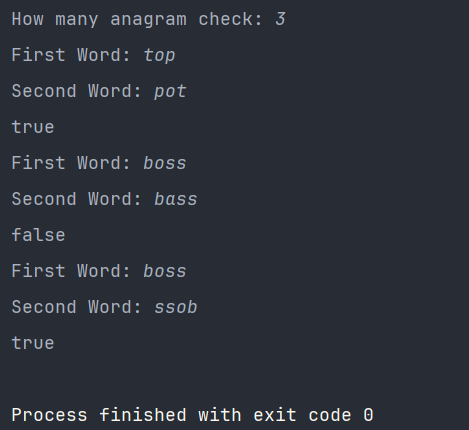 How many anagram check: 3
First Word: top
Second Word: pot
true
First Word: boss
Second Word: bass
false
First Word: boss
Second Word: ssob
true
Process finished with exit code 0